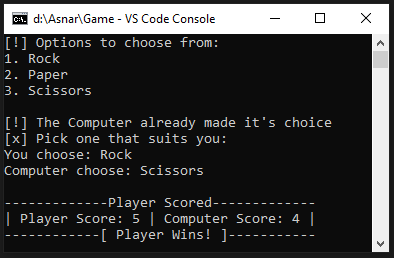 d:\Asnar\Game - VS Code Console
[!] Options to choose from:
1. Rock
2. Paper
3. Scissors
[!] The Computer already made it's choice
[x] Pick one that suits you:
You choose: Rock
Computer choose: Scissors
-------------Player Scored-------------
| Player Score: 5 | Computer Score: 4 |
------------[ Player Wins! ]-----------